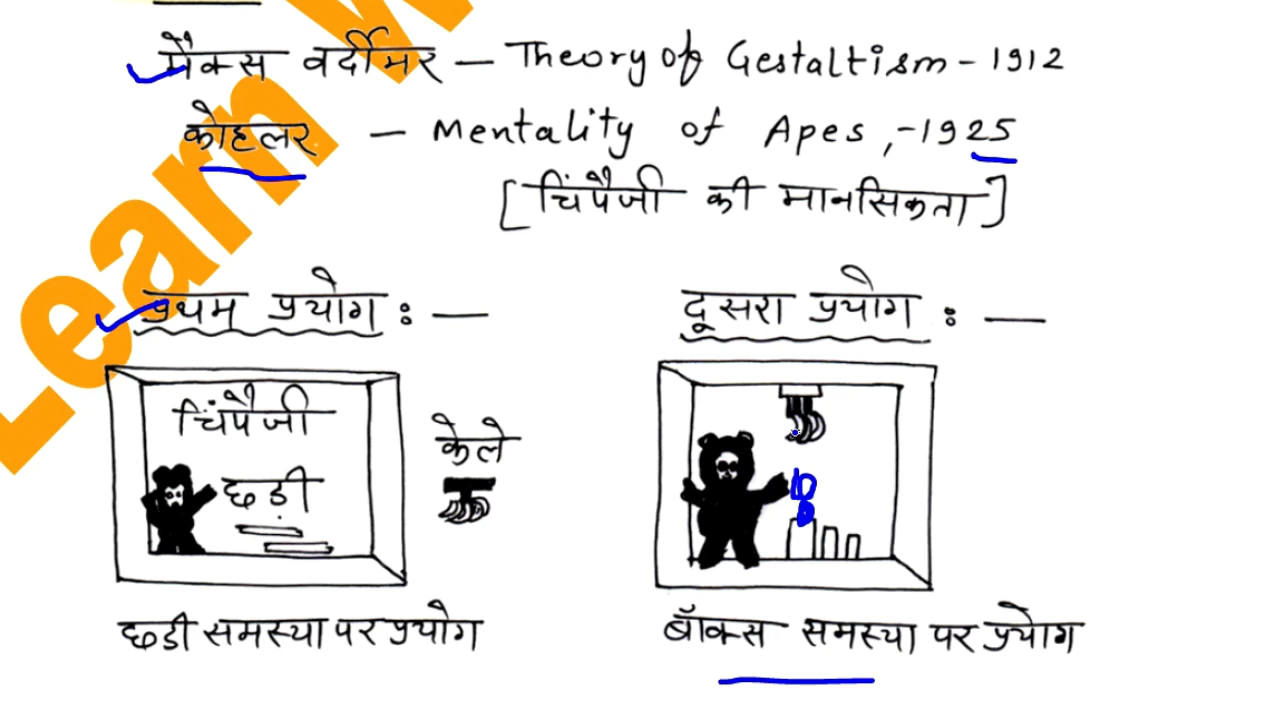 मैक्स वर्दीमर – Theory of Gestaltism - 1912
कोहलर – Mentality of Apes, -1925
[चिंपैंजी की मानसिकता]
प्रथम प्रयोग : —
दूसरा प्रयोग : —
चिंपैंजी
छड़ी
केले
छडी समस्या पर प्रयोग
बॉक्स समस्या पर प्रयोग
Learn